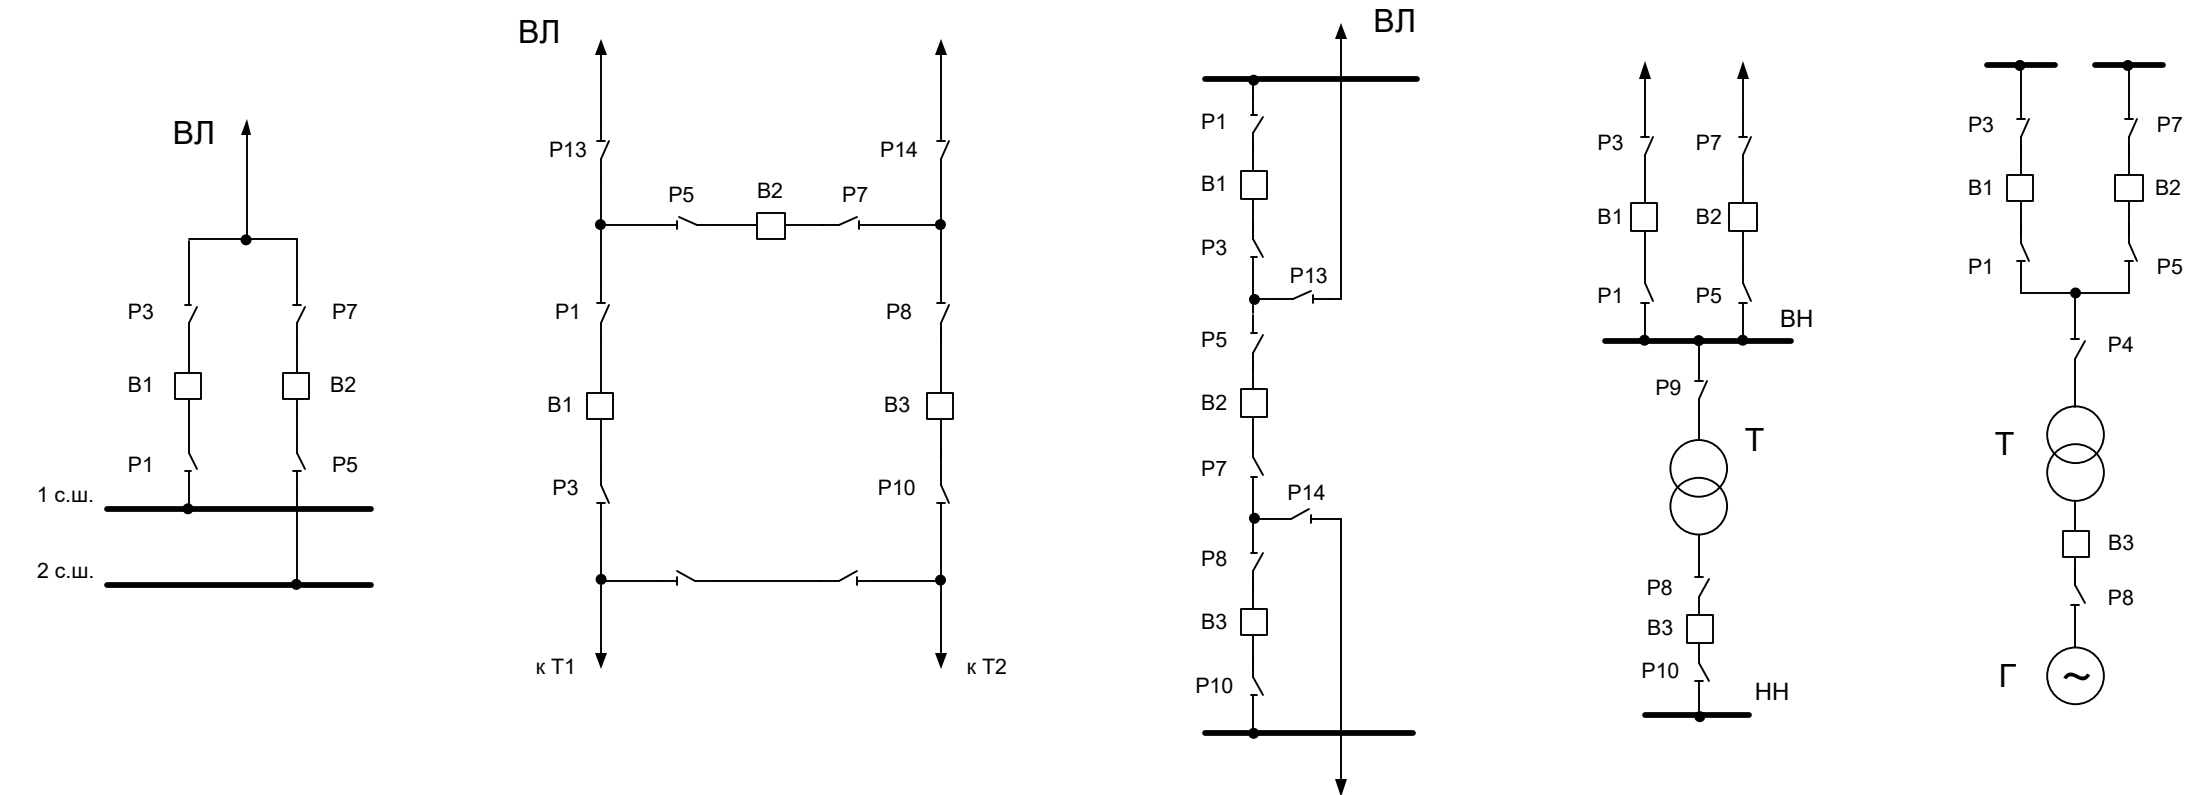 ВЛ
Р3
Р7
В1
В2
Р1
Р5
1 с.ш.
2 с.ш.
ВЛ
Р13
Р14
Р5
В2
Р7
Р1
Р8
В1
В3
Р3
Р10
к Т1
к Т2
ВЛ
Р1
В1
Р3
Р13
Р5
В2
Р7
Р14
Р8
В3
Р10
Р3
Р7
В1
В2
Р1
Р5
ВН
Р9
Т
Р8
В3
Р10
НН
Р3
Р7
В1
В2
Р1
Р5
Р4
Т
В3
Р8
Г
~